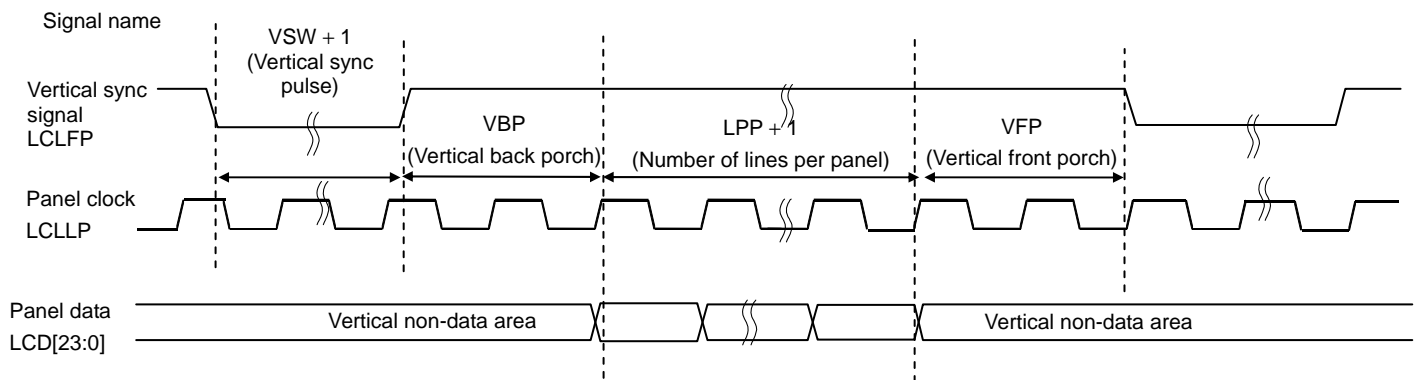 Signal name
VSW + 1
(Vertical sync
pulse)
Vertical sync
signal
LCLFP
VBP
(Vertical back porch)
LPP + 1
(Number of lines per panel)
VFP
(Vertical front porch)
Panel clock
LCLLP
Panel data
LCD[23:0]
Vertical non-data area
Vertical non-data area